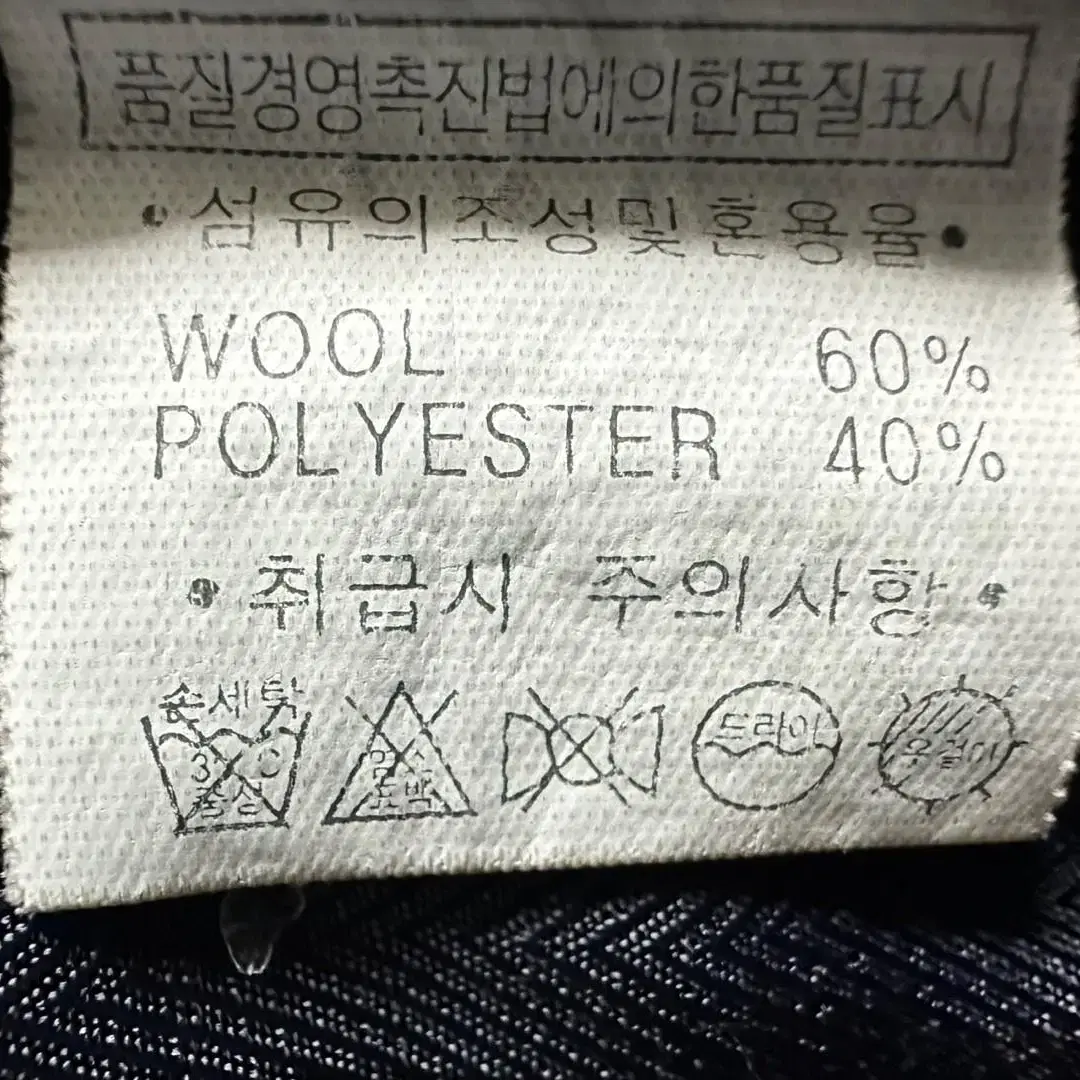 품질경영촉진법에의한품질표시
•섬유의조성및혼용율•
WOOL 60%
POLYESTER 40%
•취급시 주의사항•
손세탁 드라이
30 옷걸이
중성 표백